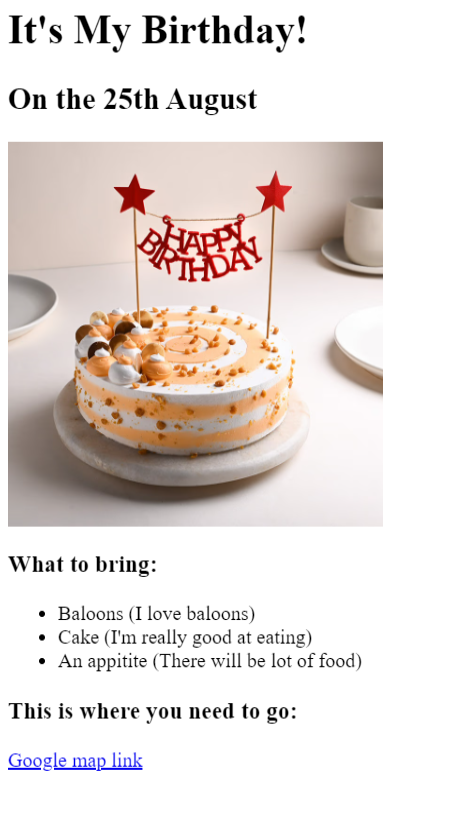 It's My Birthday!
On the 25th August
HAPPY
BIRTHDAY
What to bring:
Baloons (I love baloons)
Cake (I'm really good at eating)
An appitite (There will be lot of food)
This is where you need to go:
Google map link